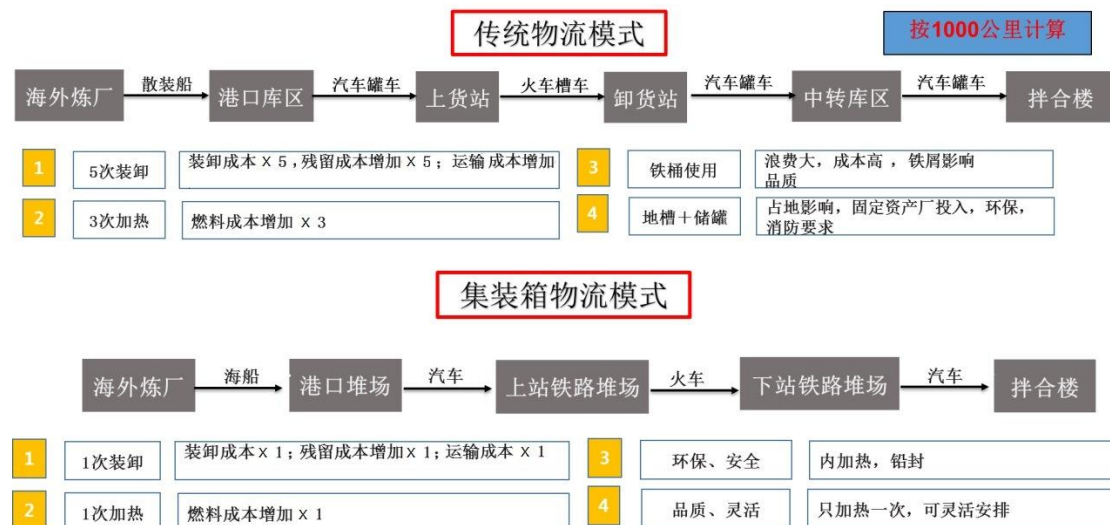 传统物流模式
按1000公里计算
海外炼厂
散装船
港口库区
汽车罐车
上货站
火车槽车
卸货站
汽车罐车
中转库区
汽车罐车
拌合楼
1
5次装卸
装卸成本×5,残留成本增加×5；运输成本增加
2
3次加热
燃料成本增加×3
3
铁桶使用
浪费大，成本高，铁屑影响
品质
4
地槽＋储罐
占地影响，固定资产厂投入，环保，
消防要求
集装箱物流模式
海外炼厂
海船
港口堆场
汽车
上站铁路堆场
火车
下站铁路堆场
汽车
拌合楼
1
1次装卸
装卸成本×1；残留成本增加×1；运输成本×1
2
1次加热
燃料成本增加×1
3
环保、安全
内加热，铅封
4
品质、灵活
只加热一次，可灵活安排